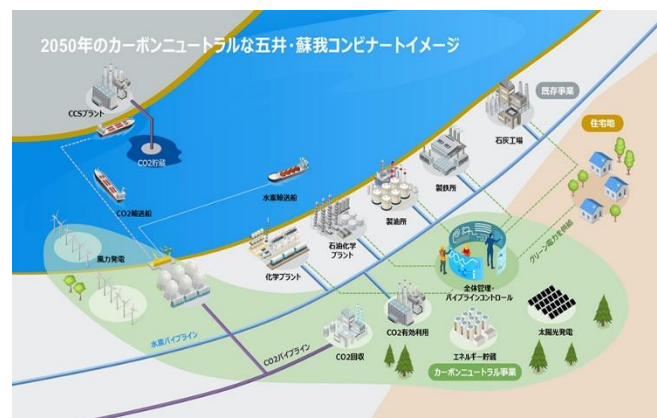 2050年のカーボンニュートラルな五井・蘇我コンビナートイメージ
CCSプラント
CO2貯蔵
CO2輸送船
水素輸送船
既存事業
石灰工場
住宅地
製鉄所
製油所
石油化学
プラント
化学プラント
風力発電
グリーン電力を供給
全体管理・
パイプラインコントロール
水素パイプライン
CO2パイプライン
CO2回収
CO2有効利用
エネルギー貯蔵
太陽光発電
カーボンニュートラル事業